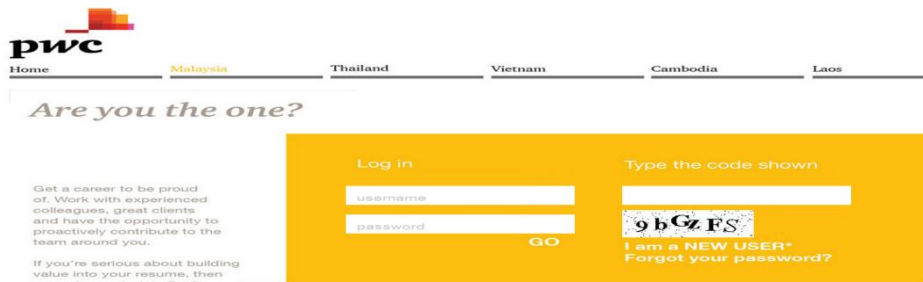 pwc
Home Malaysia Thailand Vietnam Cambodia Laos
Are you the one?
Get a career to be proud
of. Work with experienced
colleagues, great clients
and have the opportunity to
proactively contribute to the
team around you.
If you're serious about building
value into your resume, then
Log in
username
password
GO
Type the code shown
9bGzFS
I am a NEW USER*
Forgot your password?